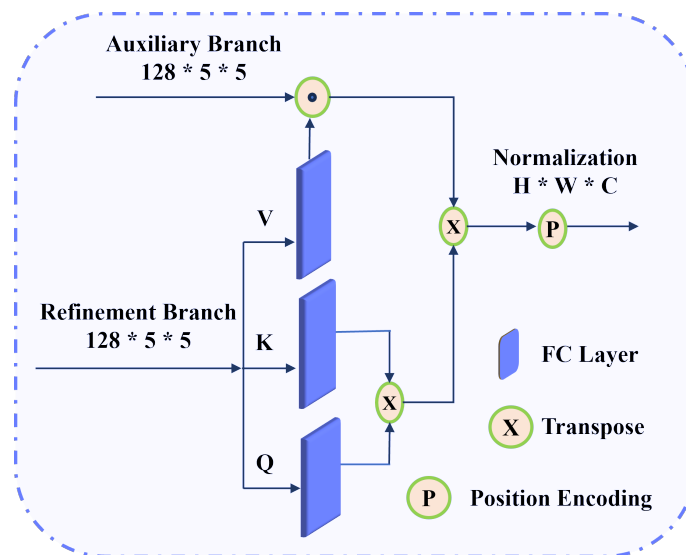 Auxiliary Branch
128 * 5 * 5
Normalization
H * W * C
V
X
P
Refinement Branch
128 * 5 * 5
K
FC Layer
X
X
Transpose
Q
P
Position Encoding